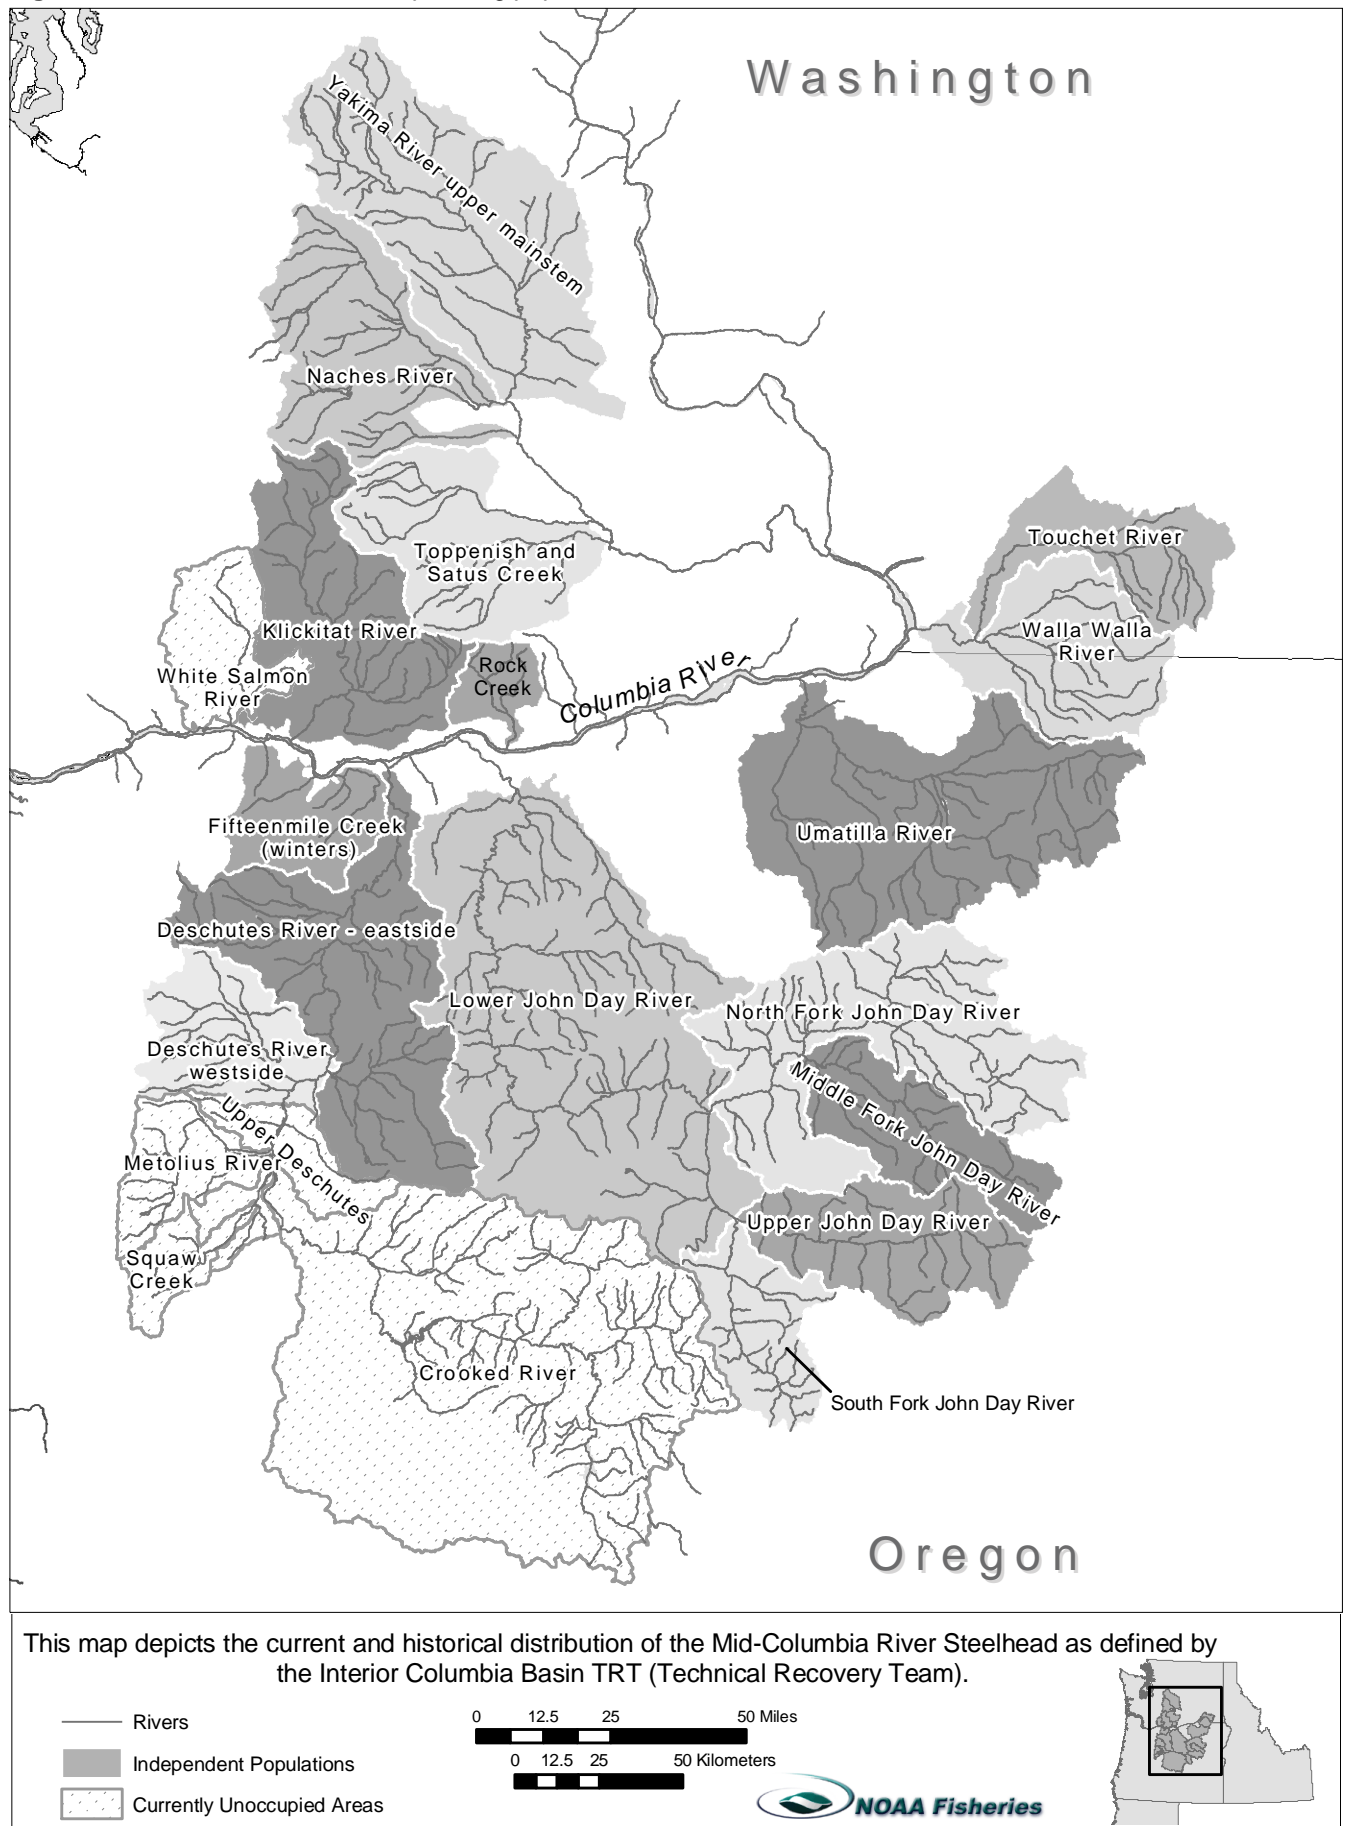 Washington
Yakima River upper mainstem
Naches River
Toppenish and
Satus Creek
Touchet River
Klickitat River
Walla Walla
River
White Salmon
River
Rock
Creek
Columbia River
Fifteenmile Creek
(winters)
Umatilla River
Deschutes River - eastside
Lower John Day River
North Fork John Day River
Deschutes River
westside
Middle Fork John Day River
Upper Deschutes
Metolius River
Upper John Day River
Squaw
Creek
Crooked River
South Fork John Day River
Oregon
This map depicts the current and historical distribution of the Mid-Columbia River Steelhead as defined by
the Interior Columbia Basin TRT (Technical Recovery Team).
Rivers
Independent Populations
Currently Unoccupied Areas
0 12.5 25 50 Miles
0 12.5 25 50 Kilometers
NOAA Fisheries